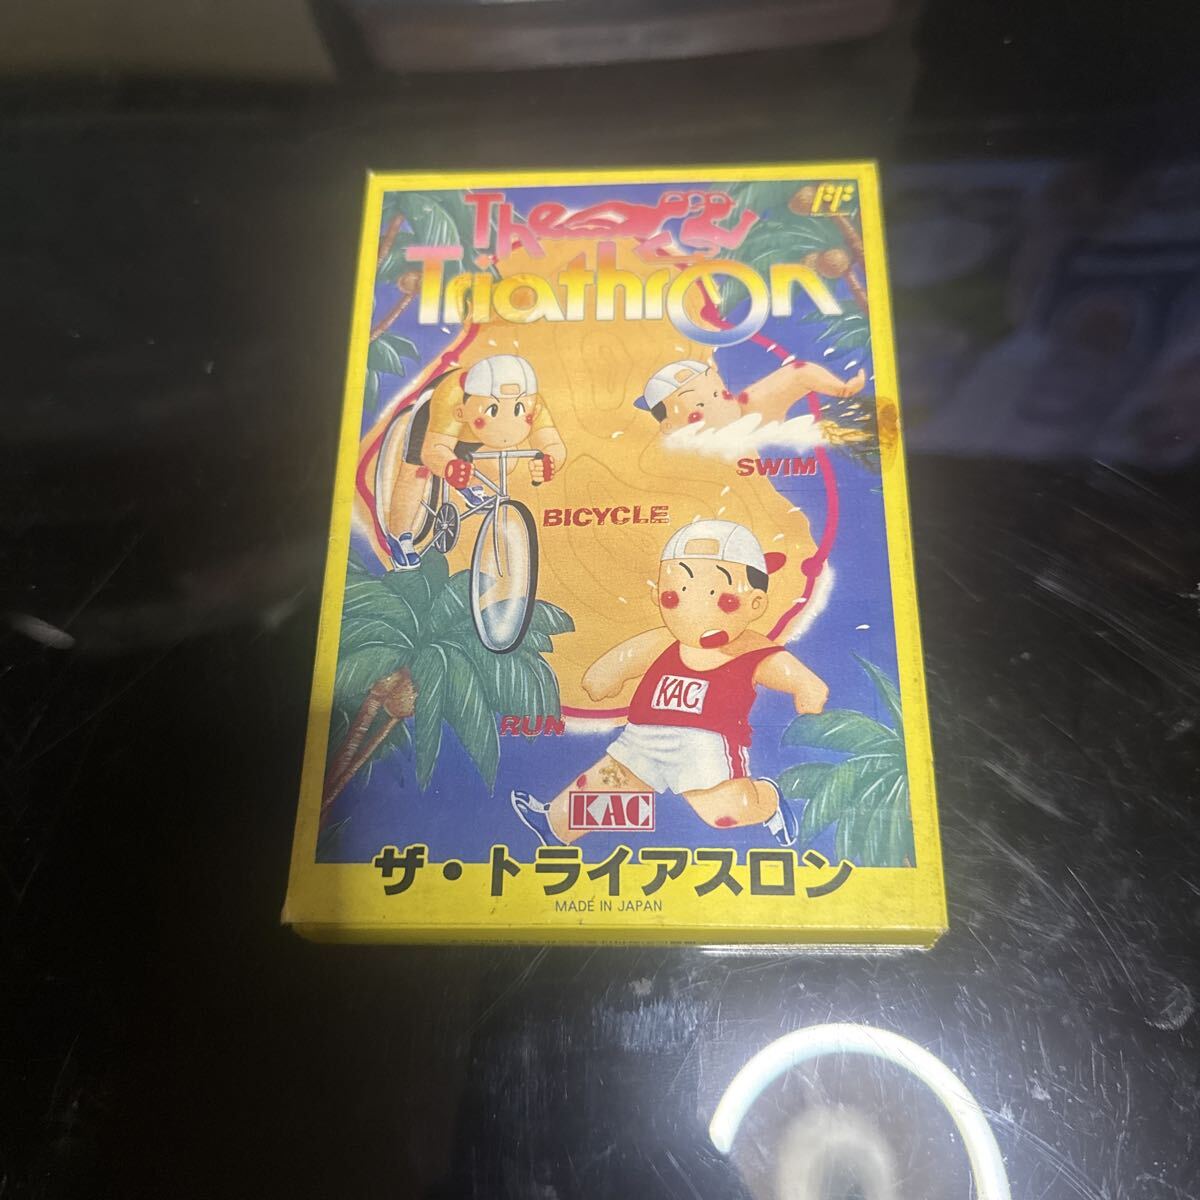 The
Triathron
SWIM
BICYCLE
KAC
RUN
KAC
ザ・トライアスロン
MADE IN JAPAN